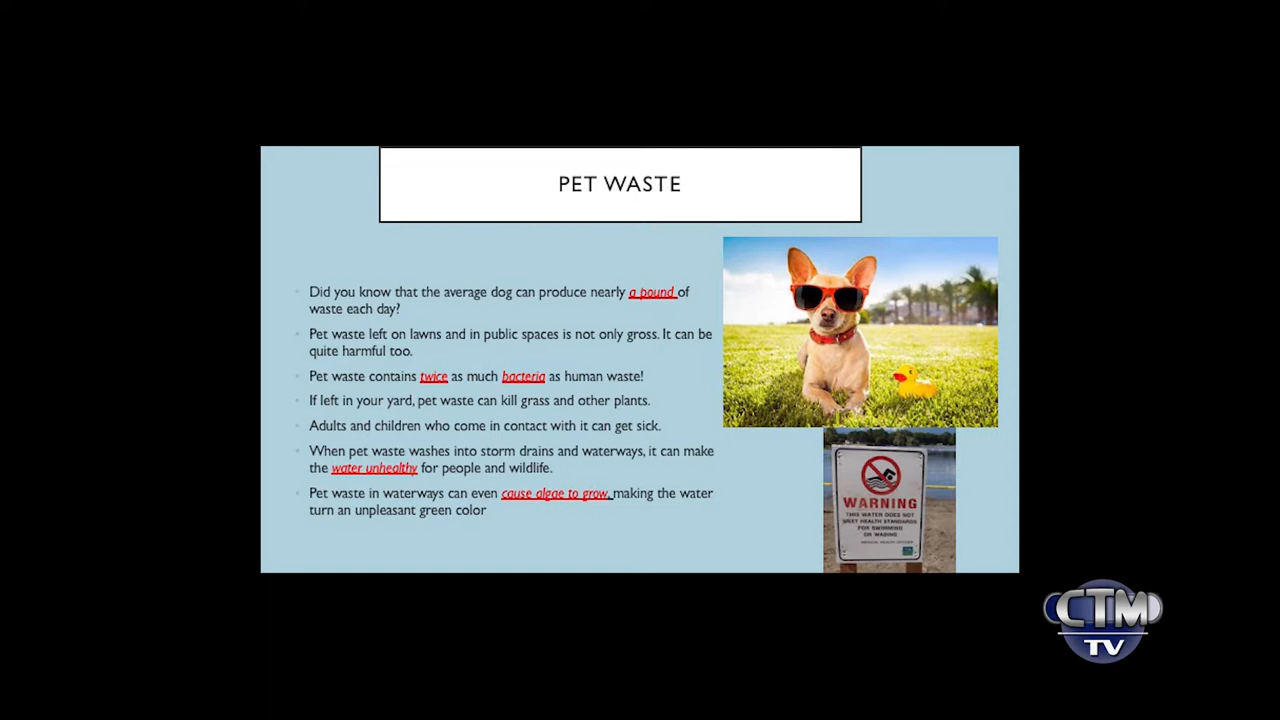 PET WASTE
Did you know that the average dog can produce nearly a pound of
waste each day?
Pet waste left on lawns and in public spaces is not only gross. It can be
quite harmful too.
Pet waste contains twice as much bacteria as human waste!
If left in your yard, pet waste can kill grass and other plants.
Adults and children who come in contact with it can get sick.
When pet waste washes into storm drains and waterways, it can make
the water unhealthy for people and wildlife.
Pet waste in waterways can even cause algae to grow, making the water
turn an unpleasant green color
WARNING
THIS WATER DOES NOT
MEET HEALTH STANDARDS
FOR SWIMMING
OR WADING
MEDICAL HEALTH OFFICER
CTM
TV